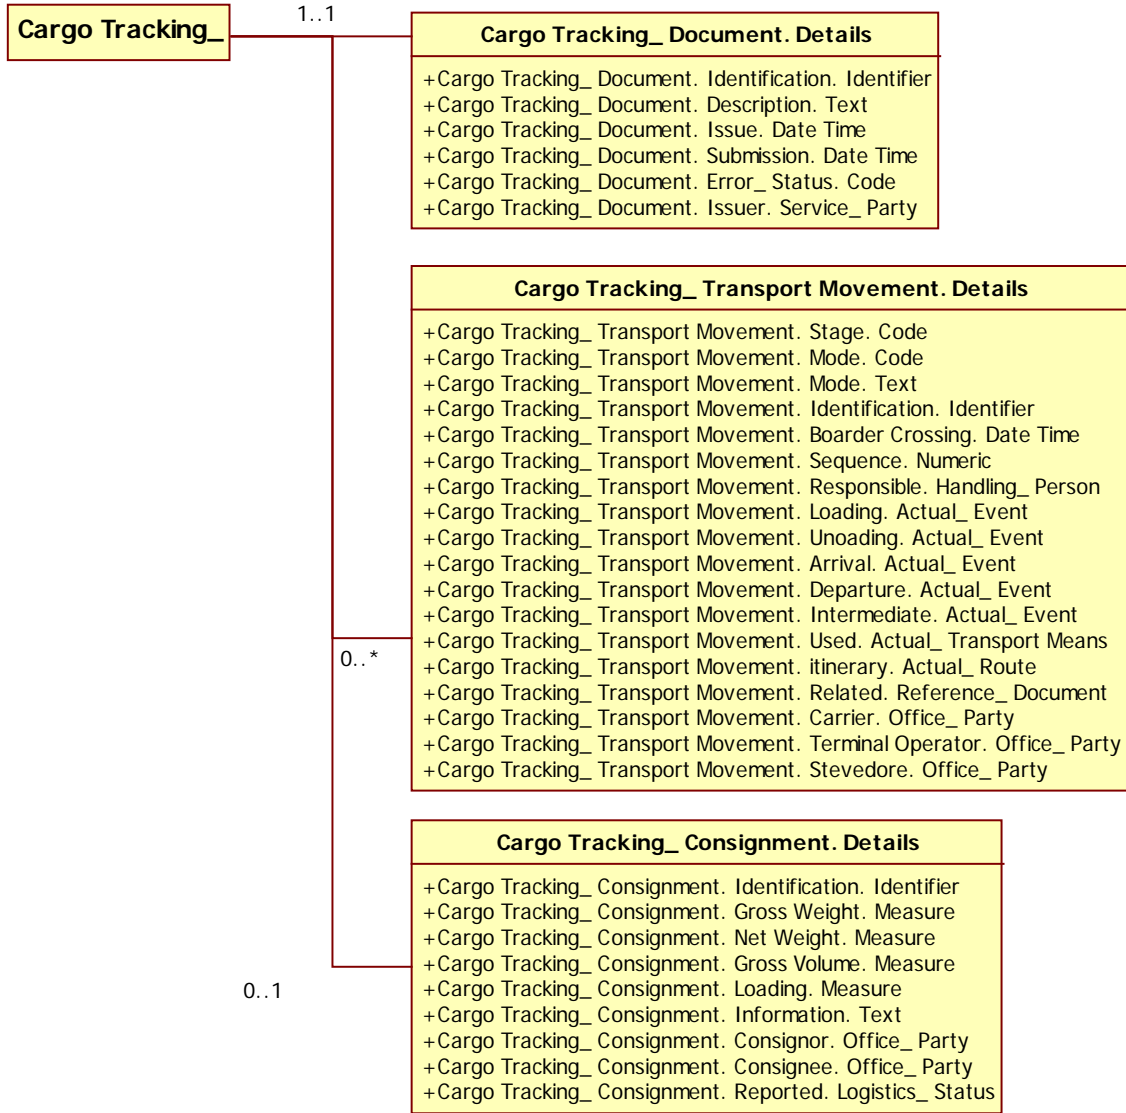 Cargo Tracking_
1..1
Cargo Tracking_ Document. Details
+Cargo Tracking_ Document. Identification. Identifier
+Cargo Tracking_ Document. Description. Text
+Cargo Tracking_ Document. Issue. Date Time
+Cargo Tracking_ Document. Submission. Date Time
+Cargo Tracking_ Document. Error_ Status. Code
+Cargo Tracking_ Document. Issuer. Service_ Party
Cargo Tracking_ Transport Movement. Details
+Cargo Tracking_ Transport Movement. Stage. Code
+Cargo Tracking_ Transport Movement. Mode. Code
+Cargo Tracking_ Transport Movement. Mode. Text
+Cargo Tracking_ Transport Movement. Identification. Identifier
+Cargo Tracking_ Transport Movement. Boarder Crossing. Date Time
+Cargo Tracking_ Transport Movement. Sequence. Numeric
+Cargo Tracking_ Transport Movement. Responsible. Handling_ Person
+Cargo Tracking_ Transport Movement. Loading. Actual_ Event
+Cargo Tracking_ Transport Movement. Unoading. Actual_ Event
+Cargo Tracking_ Transport Movement. Arrival. Actual_ Event
+Cargo Tracking_ Transport Movement. Departure. Actual_ Event
+Cargo Tracking_ Transport Movement. Intermediate. Actual_ Event
+Cargo Tracking_ Transport Movement. Used. Actual_ Transport Means
+Cargo Tracking_ Transport Movement. itinerary. Actual_ Route
+Cargo Tracking_ Transport Movement. Related. Reference_ Document
+Cargo Tracking_ Transport Movement. Carrier. Office_ Party
+Cargo Tracking_ Transport Movement. Terminal Operator. Office_ Party
+Cargo Tracking_ Transport Movement. Stevedore. Office_ Party
0..*
Cargo Tracking_ Consignment. Details
+Cargo Tracking_ Consignment. Identification. Identifier
+Cargo Tracking_ Consignment. Gross Weight. Measure
+Cargo Tracking_ Consignment. Net Weight. Measure
+Cargo Tracking_ Consignment. Gross Volume. Measure
+Cargo Tracking_ Consignment. Loading. Measure
+Cargo Tracking_ Consignment. Information. Text
+Cargo Tracking_ Consignment. Consignor. Office_ Party
+Cargo Tracking_ Consignment. Consignee. Office_ Party
+Cargo Tracking_ Consignment. Reported. Logistics_ Status
0..1